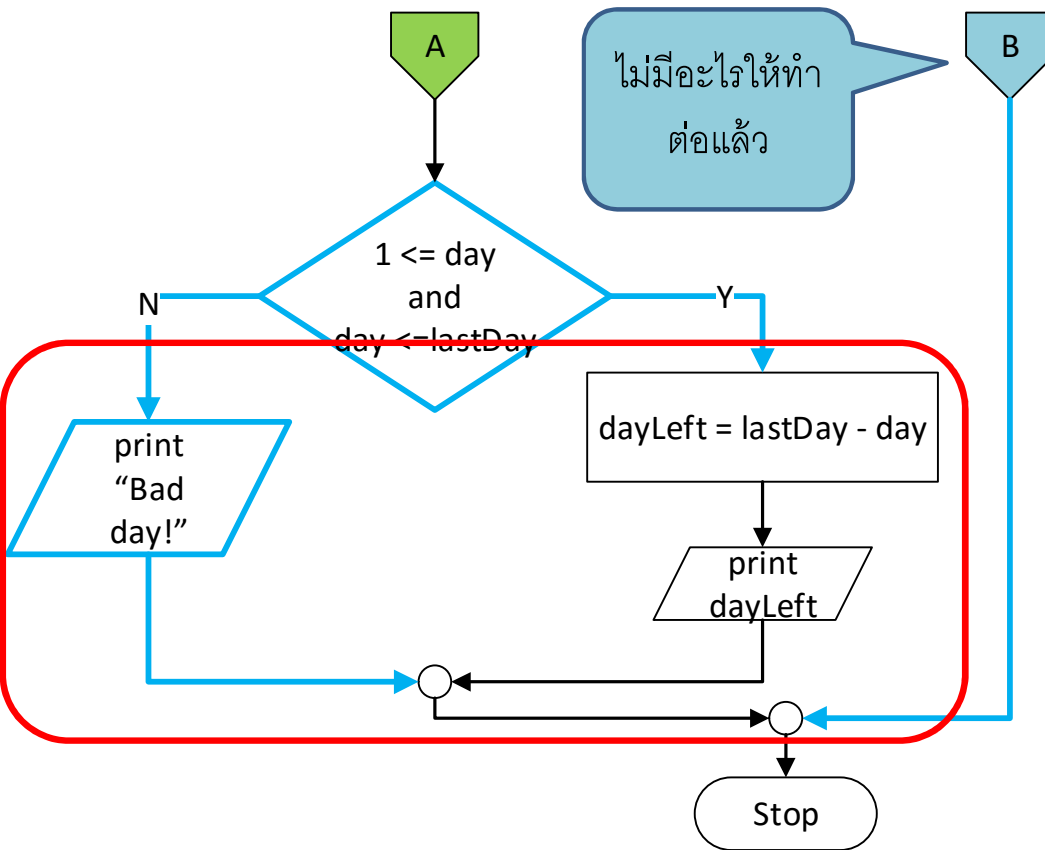 A
ไม่มีอะไรให้ทำ
ต่อแล้ว
B
1 <= day
and
day <=lastDay
N
Y
print
“Bad
day!”
dayLeft = lastDay - day
print
dayLeft
Stop